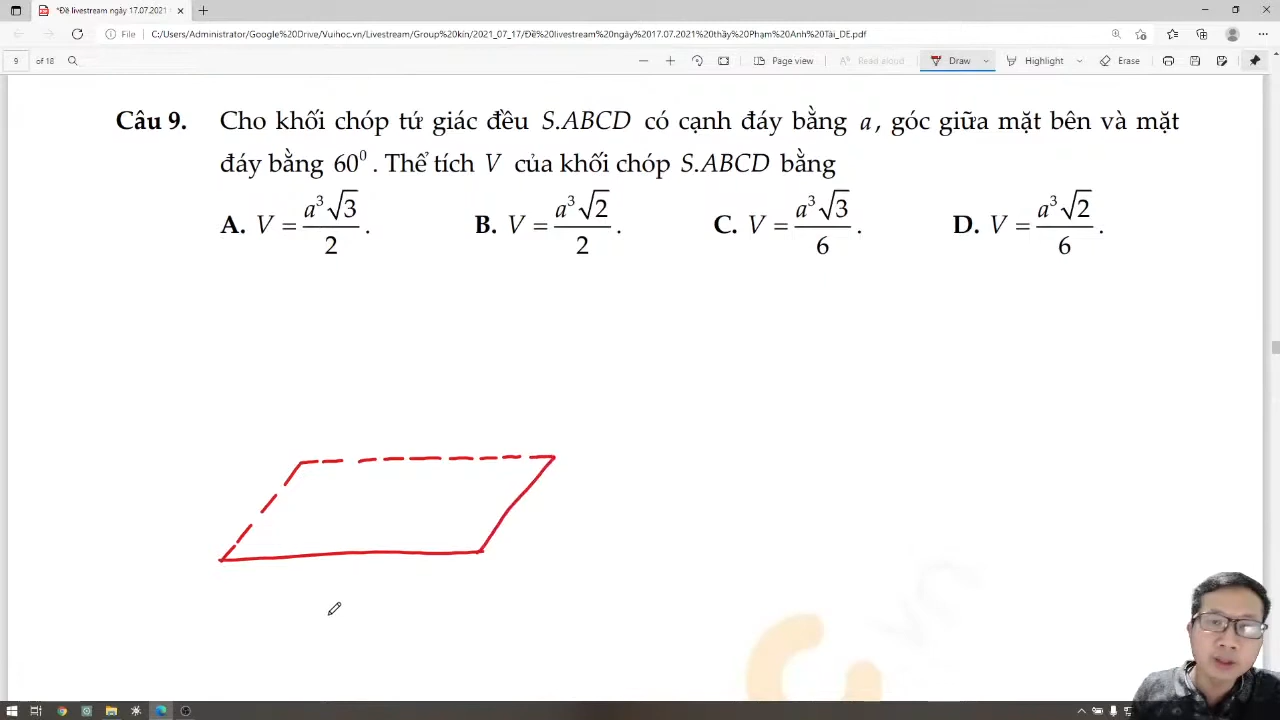 *Đề livestream ngày 17.07.2021
File C:/Users/Administrator/Google%20Drive/Vuihoc.vn/Livestream/Group%20kín/2021_07_17/Đề%20livestream%20ngày%2017.07.2021%20thầy%20Phạm%20Anh%20Tài_DE.pdf
9 of 18 Page view Read aloud Draw Highlight Erase
Câu 9. Cho khối chóp tứ giác đều S.ABCD có cạnh đáy bằng a, góc giữa mặt bên và mặt
đáy bằng 60⁰. Thể tích V của khối chóp S.ABCD bằng
A. V = a³√3/2. B. V = a³√2/2. C. V = a³√3/6. D. V = a³√2/6.
vn